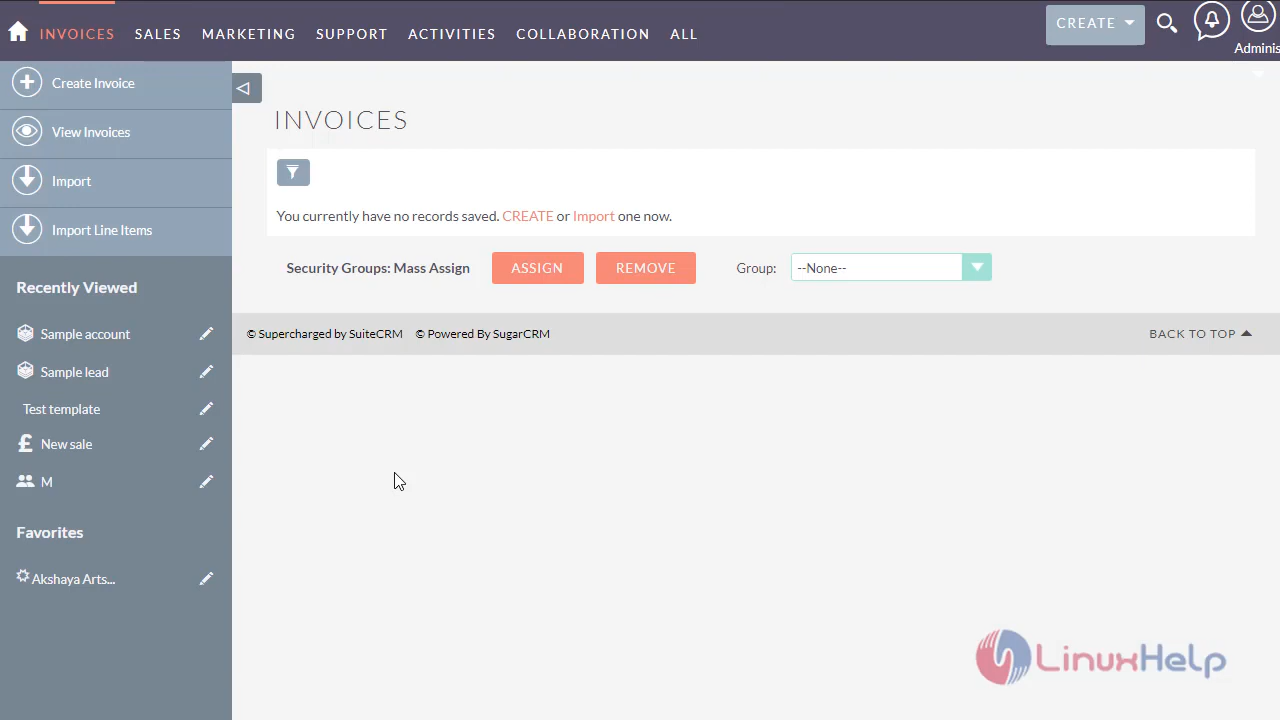 INVOICES SALES MARKETING SUPPORT ACTIVITIES COLLABORATION ALL CREATE
Adminis
Create Invoice
View Invoices
Import
Import Line Items
Recently Viewed
Sample account
Sample lead
Test template
New sale
M
Favorites
Akshaya Arts...
INVOICES
You currently have no records saved. CREATE or Import one now.
Security Groups: Mass Assign ASSIGN REMOVE Group: --None--
© Supercharged by SuiteCRM © Powered By SugarCRM BACK TO TOP
LinuxHelp